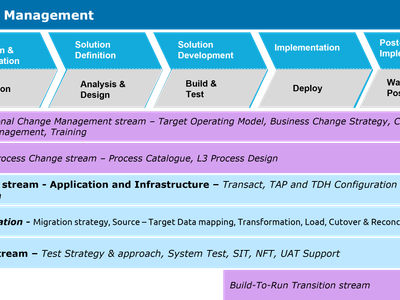 Management
n &
ation
Solution
Definition
Solution
Development
Implementation
Post-
Implem
on
Analysis &
Design
Build &
Test
Deploy
Wa
Pos
onal Change Management stream – Target Operating Model, Business Change Strategy, C
nagement, Training
rocess Change stream – Process Catalogue, L3 Process Design
stream - Application and Infrastructure – Transact, TAP and TDH Configuration
ation - Migration strategy, Source – Target Data mapping, Transformation, Load, Cutover & Reconc
tream – Test Strategy & approach, System Test, SIT, NFT, UAT Support
Build-To-Run Transition stream